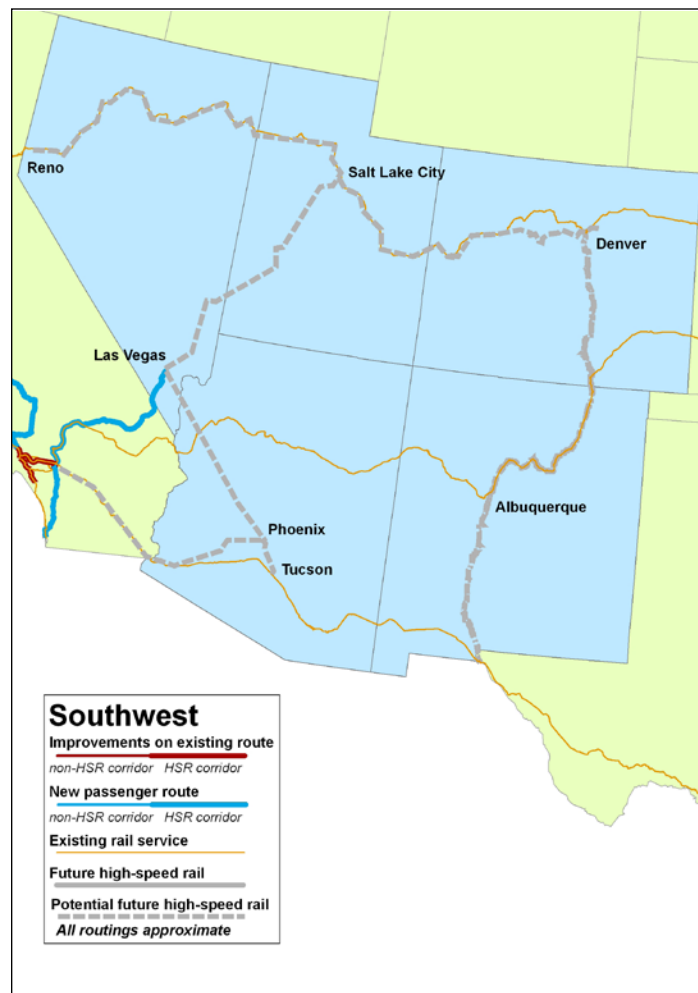 Reno
Salt Lake City
Denver
Las Vegas
Albuquerque
Phoenix
Tucson
Southwest
Improvements on existing route
non-HSR corridor HSR corridor
New passenger route
non-HSR corridor HSR corridor
Existing rail service
Future high-speed rail
Potential future high-speed rail
All routings approximate